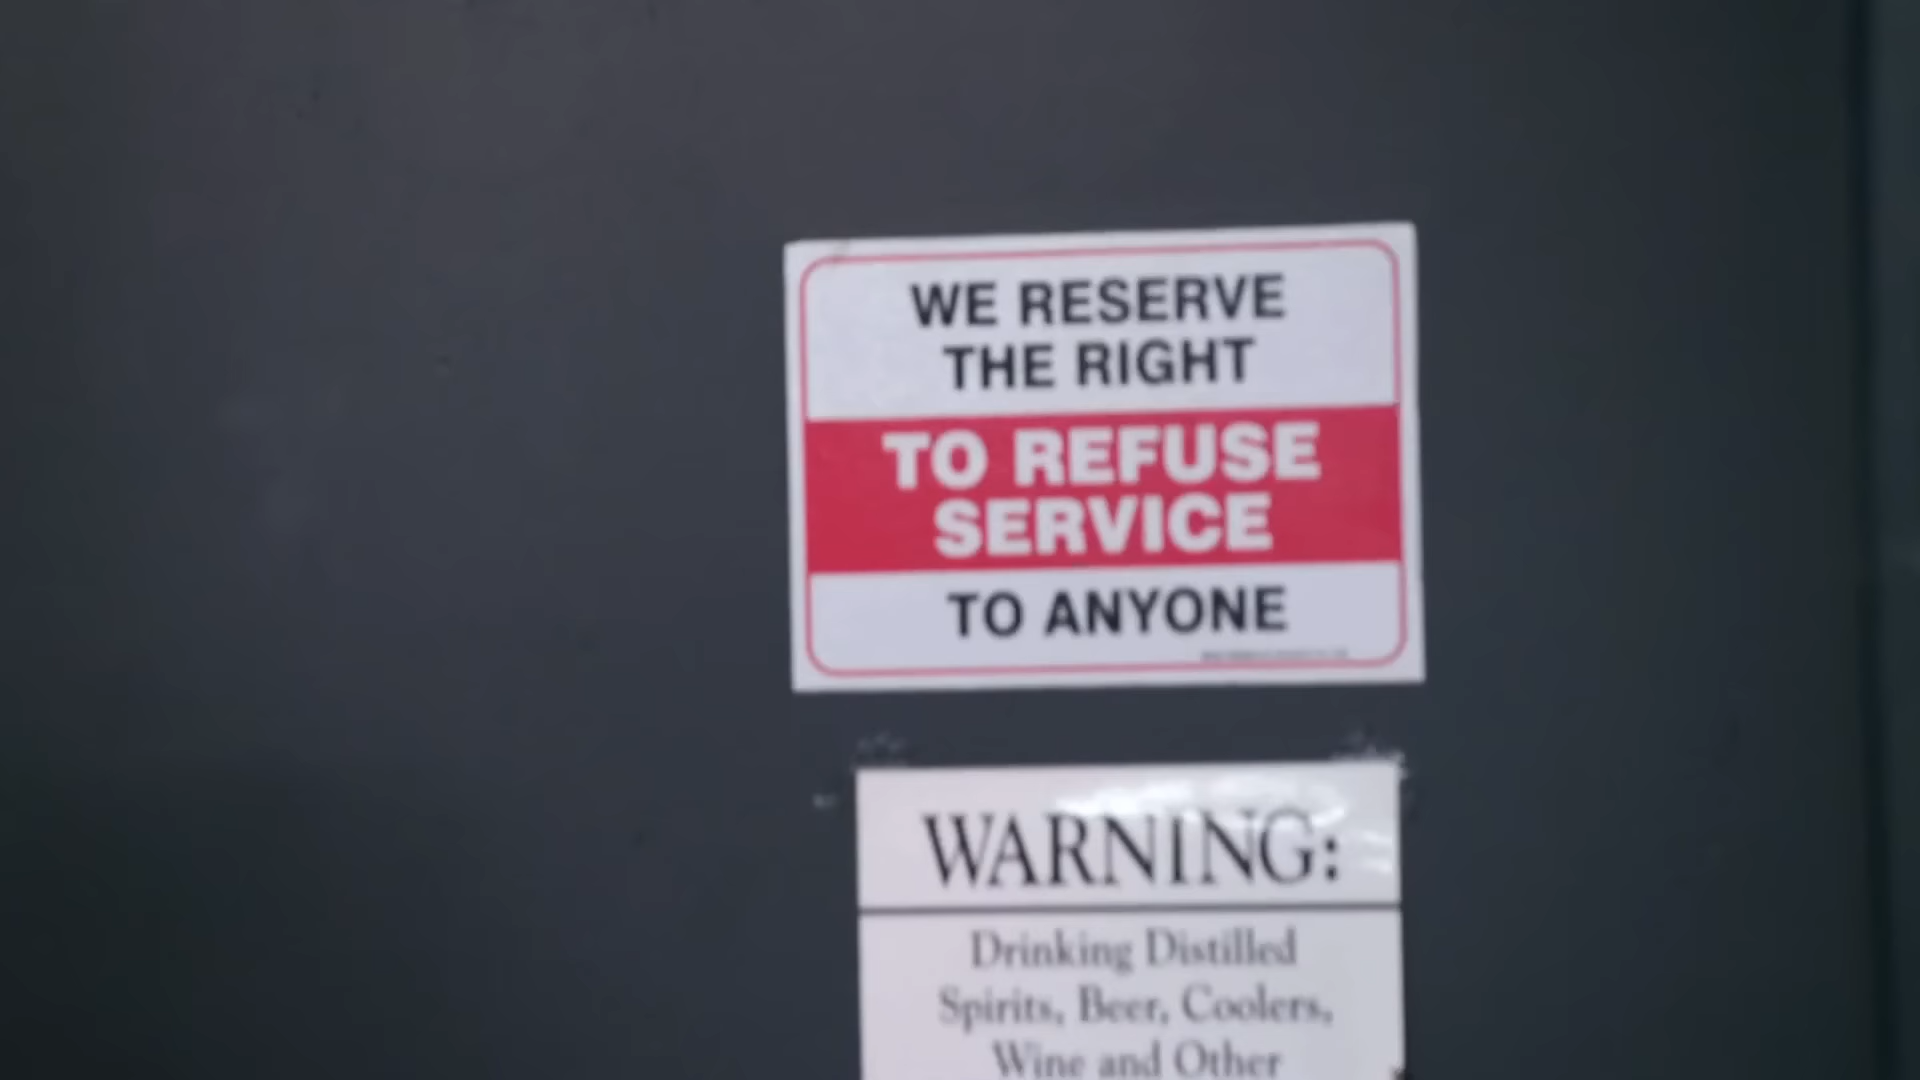 WE RESERVE
THE RIGHT
TO REFUSE
SERVICE
TO ANYONE
WARNING:
Drinking Distilled
Spirits, Beer, Coolers,
Wine and Other